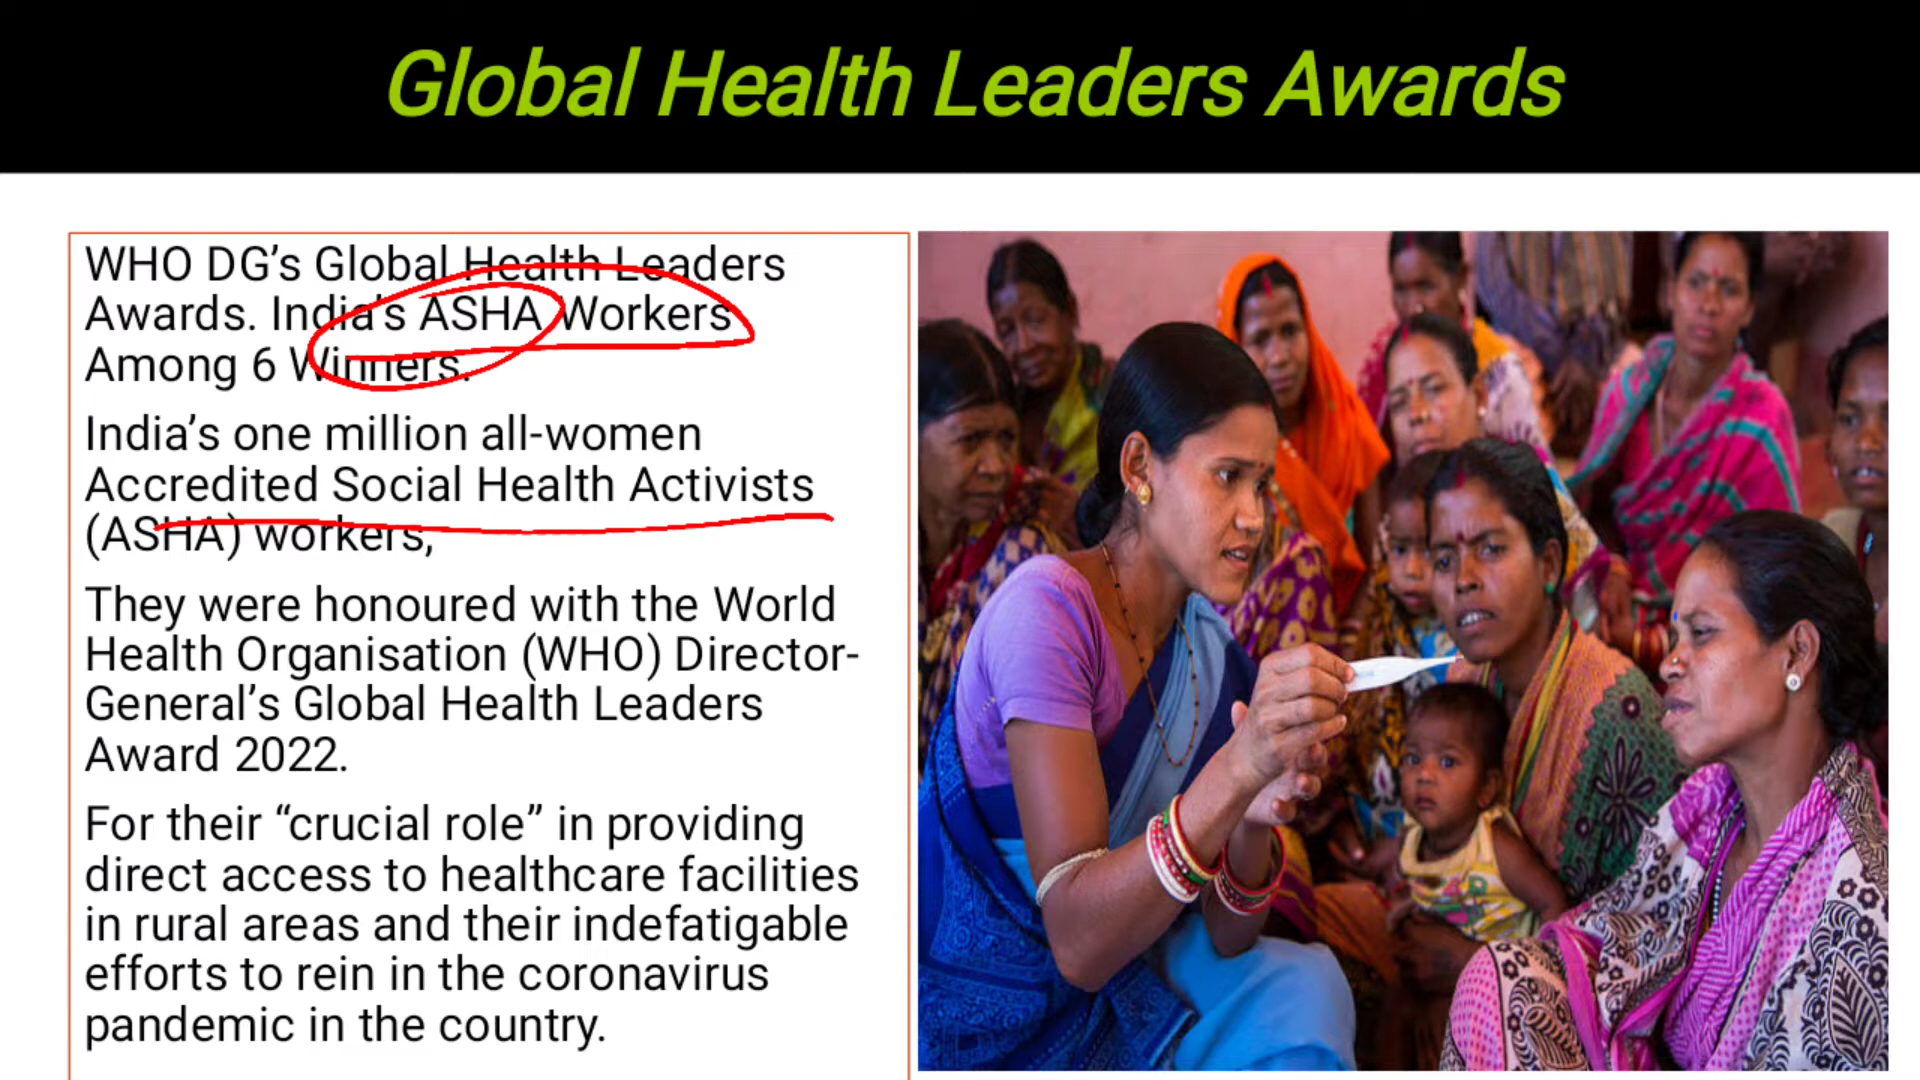 Global Health Leaders Awards
WHO DG’s Global Health Leaders
Awards. India’s ASHA Workers
Among 6 Winners.
India’s one million all-women
Accredited Social Health Activists
(ASHA) workers,
They were honoured with the World
Health Organisation (WHO) Director-
General’s Global Health Leaders
Award 2022.
For their “crucial role” in providing
direct access to healthcare facilities
in rural areas and their indefatigable
efforts to rein in the coronavirus
pandemic in the country.